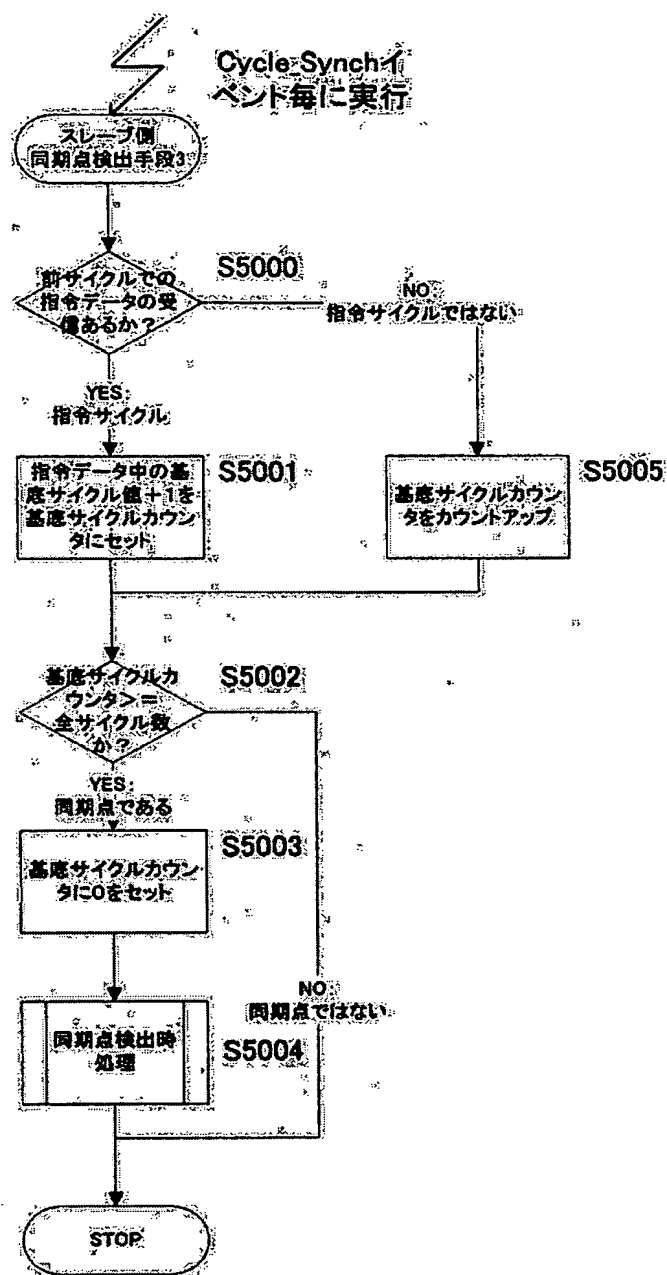 Cycle_Synchイ
ベント毎に実行
スレーブ側
同期点検出手段3
S5000
前サイクルでの
指令データの受
信あるか？
NO:
指令サイクルではない
YES:
指令サイクル
S5001
指令データ中の基
底サイクル値＋1を
基底サイクルカウン
タにセット
S5005
基底サイクルカウン
タをカウントアップ
S5002
基底サイクルカ
ウンタ＞＝
全サイクル数
か？
YES:
同期点である
S5003
基底サイクルカウン
タに0をセット
NO:
同期点ではない
同期点検出時
処理
S5004
STOP